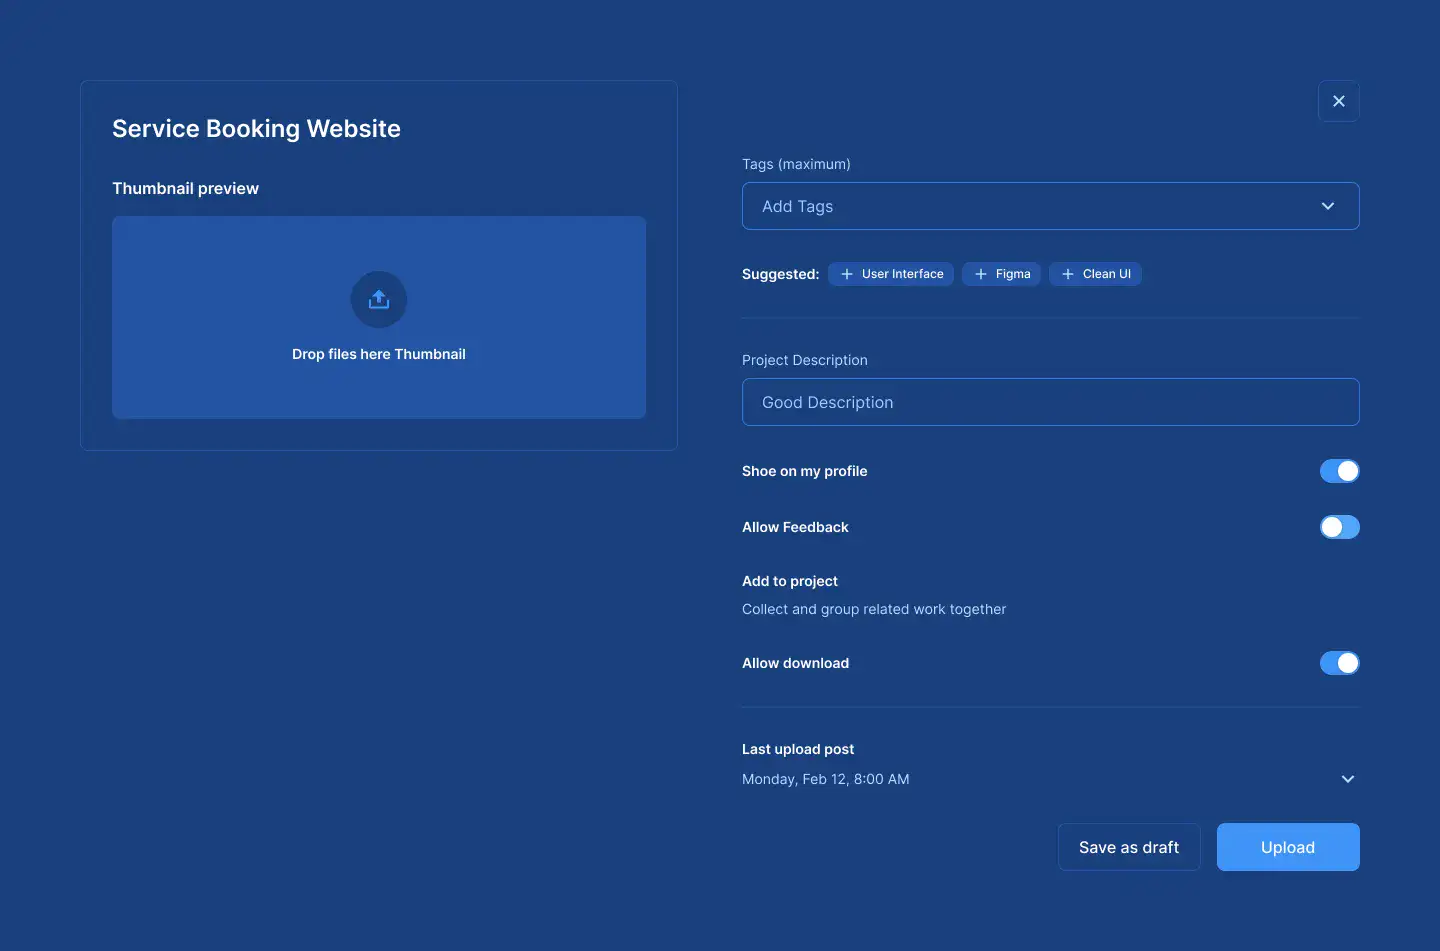 Service Booking Website
Thumbnail preview
Drop files here Thumbnail
Tags (maximum)
Add Tags
Suggested: User Interface Figma Clean UI
Project Description
Good Description
Shoe on my profile
Allow Feedback
Add to project
Collect and group related work together
Allow download
Last upload post
Monday, Feb 12, 8:00 AM
Save as draft Upload